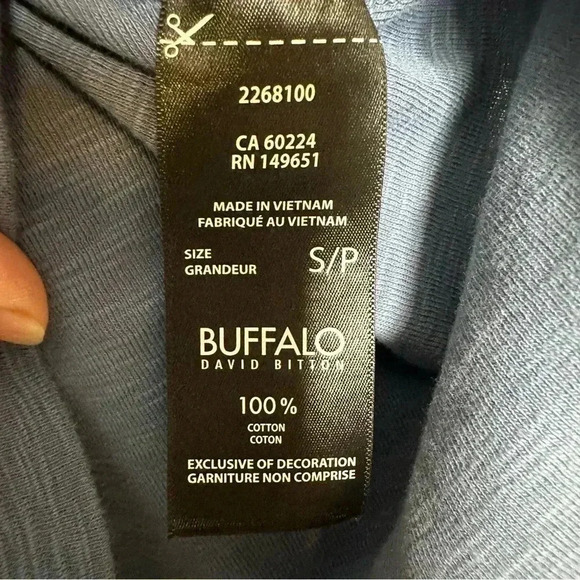 2268100
CA 60224
RN 149651
MADE IN VIETNAM
FABRIQUÉ AU VIETNAM
SIZE
GRANDEUR
S/P
BUFFALO
DAVID BITTON
100 %
COTTON
COTON
EXCLUSIVE OF DECORATION
GARNITURE NON COMPRISE